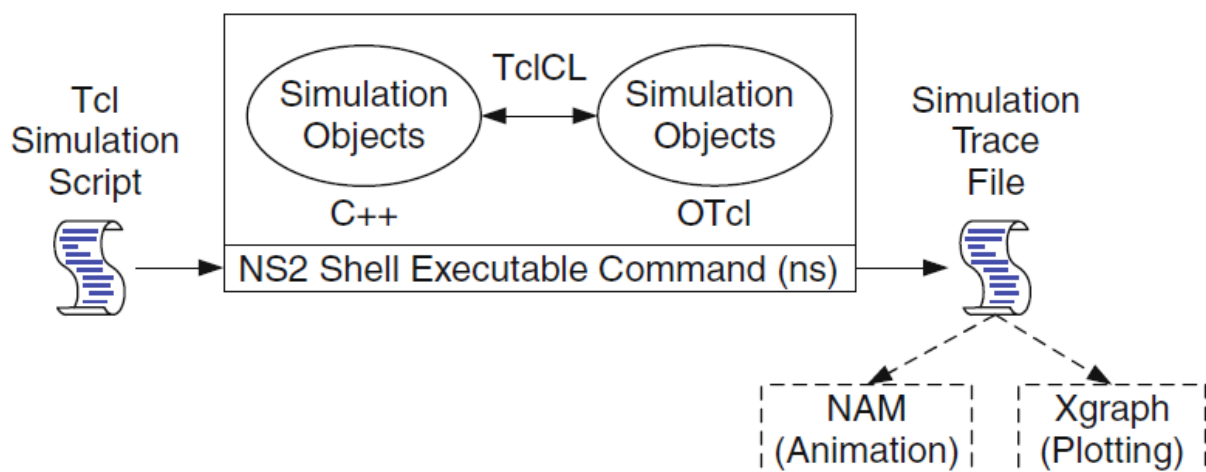 Tcl
Simulation
Script
TclCL
Simulation
Objects
Simulation
Objects
C++
OTcl
NS2 Shell Executable Command (ns)
Simulation
Trace
File
NAM
(Animation)
Xgraph
(Plotting)